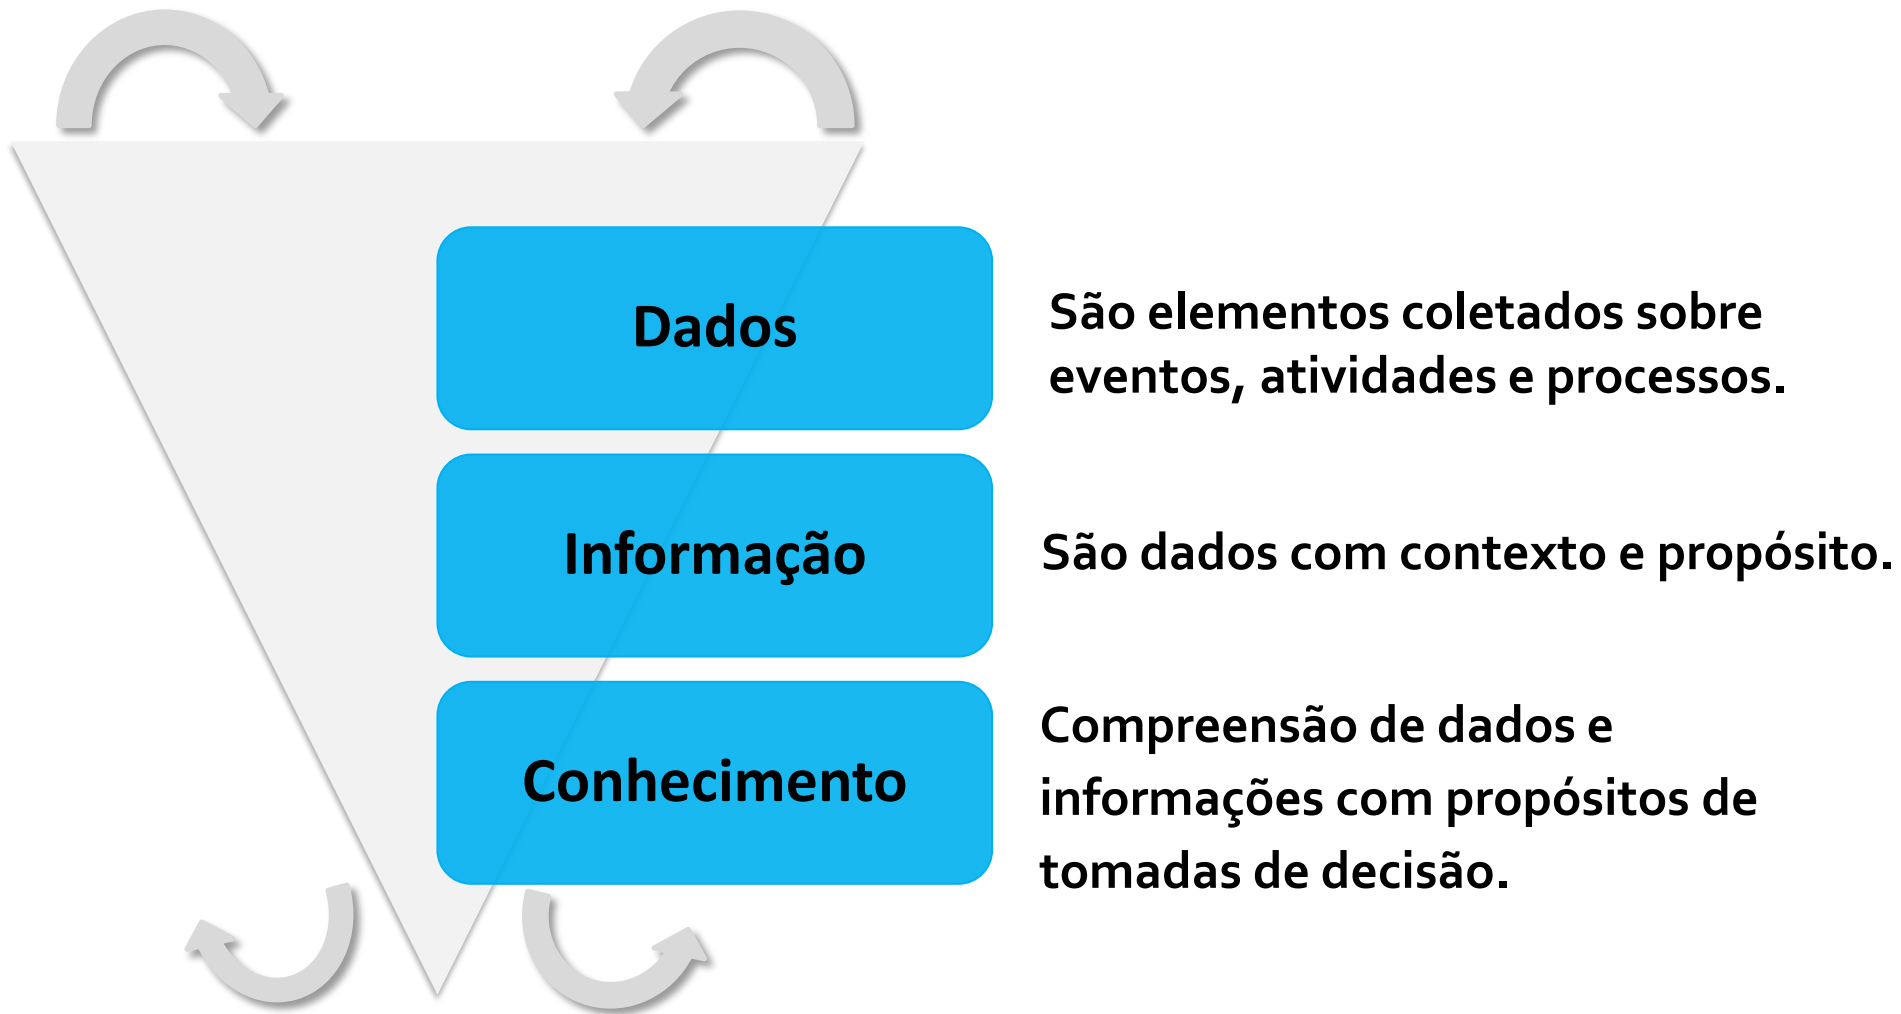 Dados
São elementos coletados sobre
eventos, atividades e processos.
Informação
São dados com contexto e propósito.
Conhecimento
Compreensão de dados e
informações com propósitos de
tomadas de decisão.